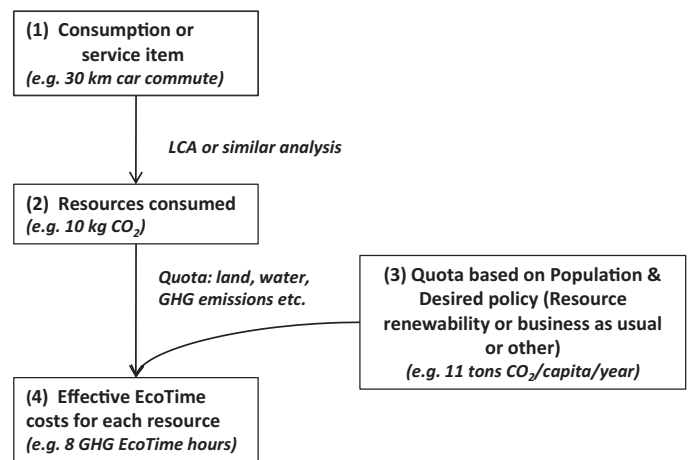 (1) Consumption or
service item
(e.g. 30 km car commute)
LCA or similar analysis
(2) Resources consumed
(e.g. 10 kg CO₂)
Quota: land, water,
GHG emissions etc.
(3) Quota based on Population &
Desired policy (Resource
renewability or business as usual
or other)
(e.g. 11 tons CO₂/capita/year)
(4) Effective EcoTime
costs for each resource
(e.g. 8 GHG EcoTime hours)